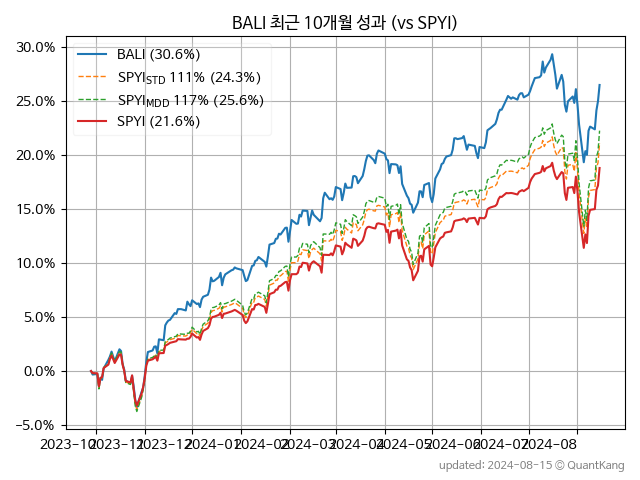 BALI 최근 10개월 성과 (vs SPYI)
BALI (30.6%)
SPYI_STD 111% (24.3%)
SPYI_MDD 117% (25.6%)
SPYI (21.6%)
30.0%
25.0%
20.0%
15.0%
10.0%
5.0%
0.0%
−5.0%
2023-10 2023-11 2023-12 2024-01 2024-02 2024-03 2024-04 2024-05 2024-06 2024-07 2024-08
updated: 2024-08-15 © QuantKang